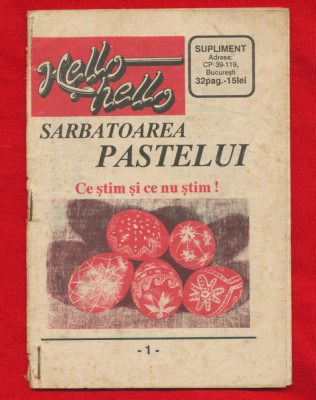 Hello
hello
SUPLIMENT
Adresa:
CP-39-119,
București
32pag.-15lei
SARBATOAREA
PASTELUI
Ce știm și ce nu știm !
-1-